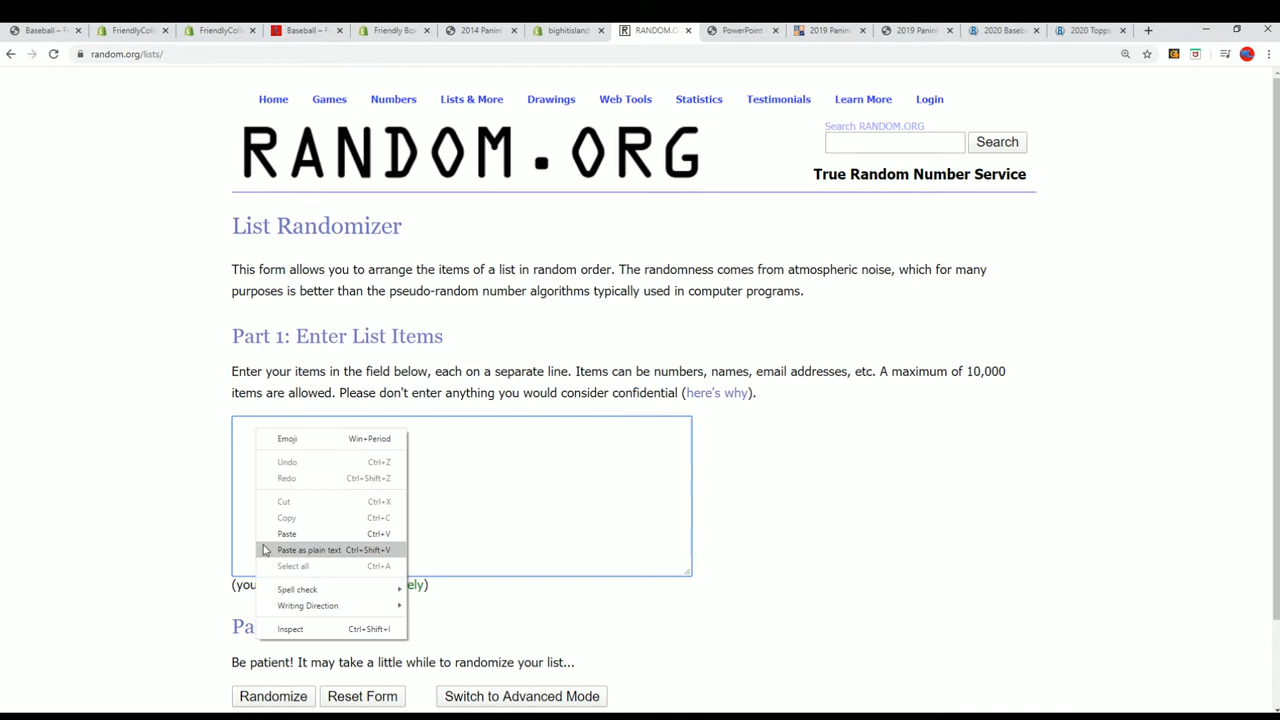 Baseball – F
FriendlyColl
FriendlyColl
Baseball – F
Friendly Bo
2014 Panini
bighitisland
RANDOM.O
PowerPoint
2019 Panini
2019 Panini
2020 Baseb
2020 Topps
random.org/lists/
Home Games Numbers Lists & More Drawings Web Tools Statistics Testimonials Learn More Login
RANDOM.ORG
Search RANDOM.ORG
Search
True Random Number Service
List Randomizer
This form allows you to arrange the items of a list in random order. The randomness comes from atmospheric noise, which for many
purposes is better than the pseudo-random number algorithms typically used in computer programs.
Part 1: Enter List Items
Enter your items in the field below, each on a separate line. Items can be numbers, names, email addresses, etc. A maximum of 10,000
items are allowed. Please don't enter anything you would consider confidential (here's why).
Emoji Win+Period
Undo Ctrl+Z
Redo Ctrl+Shift+Z
Cut Ctrl+X
Copy Ctrl+C
Paste Ctrl+V
Paste as plain text Ctrl+Shift+V
Select all Ctrl+A
Spell check
Writing Direction
Inspect Ctrl+Shift+I
(you ely)
Pa
Be patient! It may take a little while to randomize your list...
Randomize Reset Form Switch to Advanced Mode